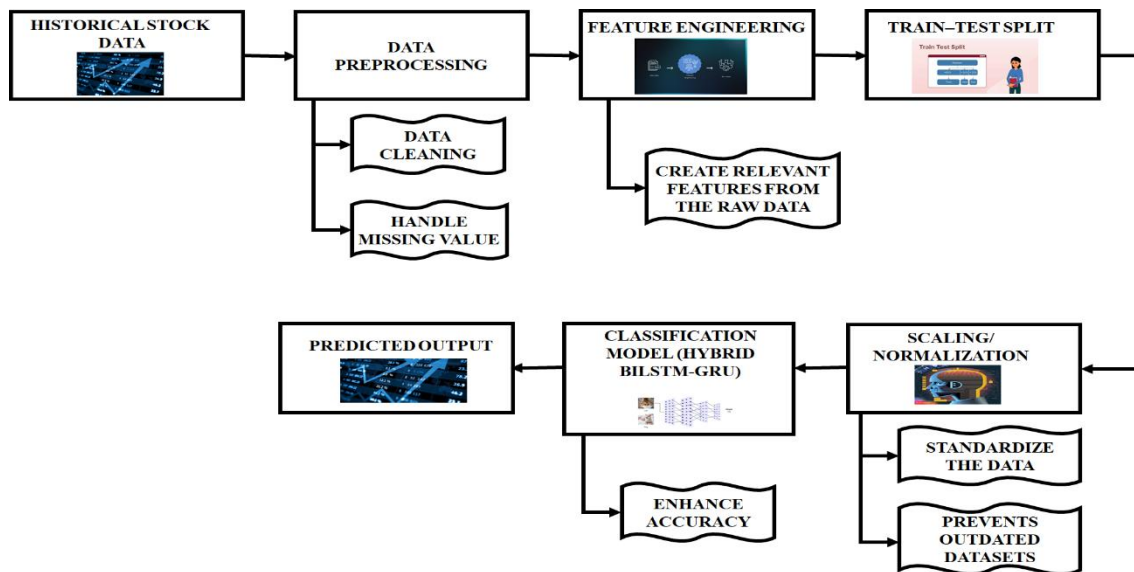 HISTORICAL STOCK
DATA
DATA
PREPROCESSING
DATA
CLEANING
HANDLE
MISSING VALUE
FEATURE ENGINEERING
CREATE RELEVANT
FEATURES FROM
THE RAW DATA
TRAIN–TEST SPLIT
Train Test Split
SCALING/
NORMALIZATION
STANDARDIZE
THE DATA
PREVENTS
OUTDATED
DATASETS
CLASSIFICATION
MODEL (HYBRID
BILSTM-GRU)
ENHANCE
ACCURACY
PREDICTED OUTPUT